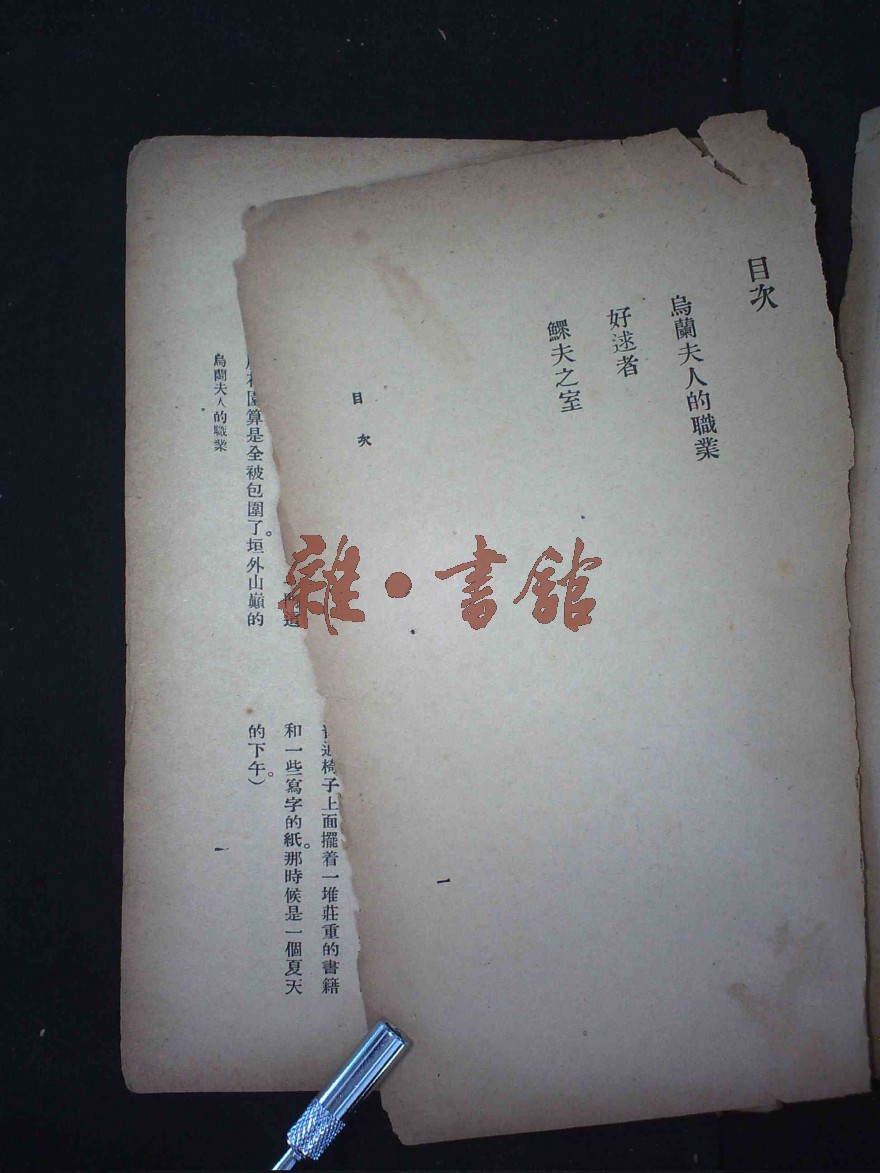 目次
烏蘭夫人的職業
好逑者
鰥夫之室
目次
一
椅子上面擺着一堆莊重的書籍
和一些寫字的紙。那時候是一個夏天
的下午）
園算是全被包圍了。垣外山巔的
烏蘭夫人的職業
一
雜·書館